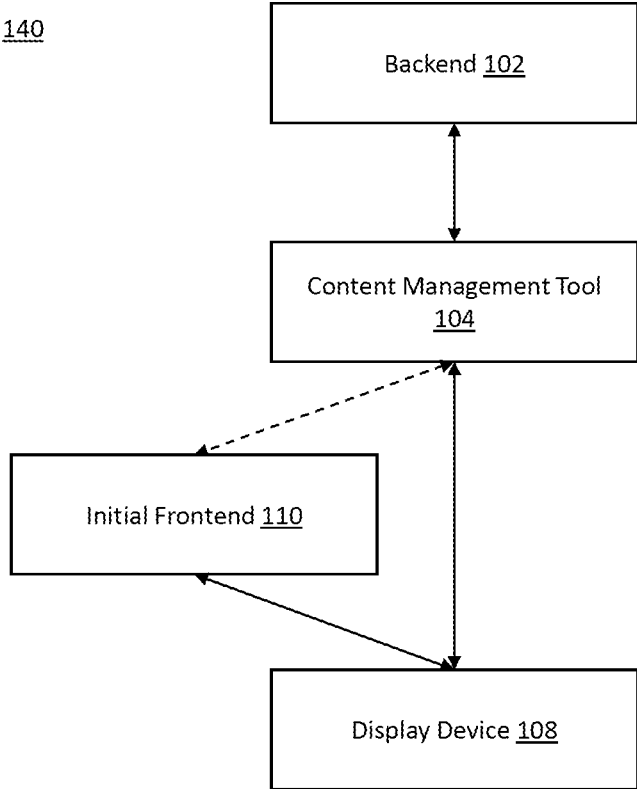 140
Backend 102
Content Management Tool
104
Initial Frontend 110
Display Device 108